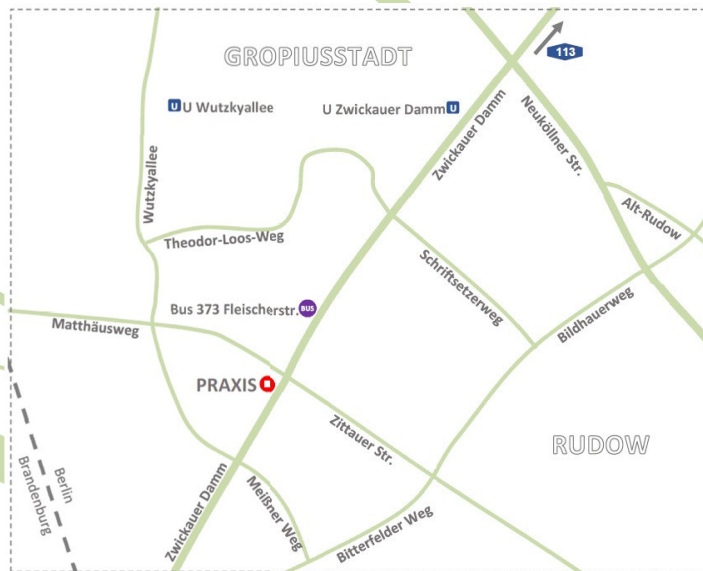 GROPIUSSTADT
113
U
U Wutzkyallee
U Zwickauer Damm
U
Zwickauer Damm
Neuköllner Str.
Wutzkyallee
Alt-Rudow
Theodor-Loos-Weg
Schriftsetzerweg
Bus 373 Fleischerstr.
BUS
Bildhauerweg
Matthäusweg
PRAXIS
Zittauer Str.
RUDOW
Berlin
Brandenburg
Zwickauer Damm
Meißner Weg
Bitterfelder Weg